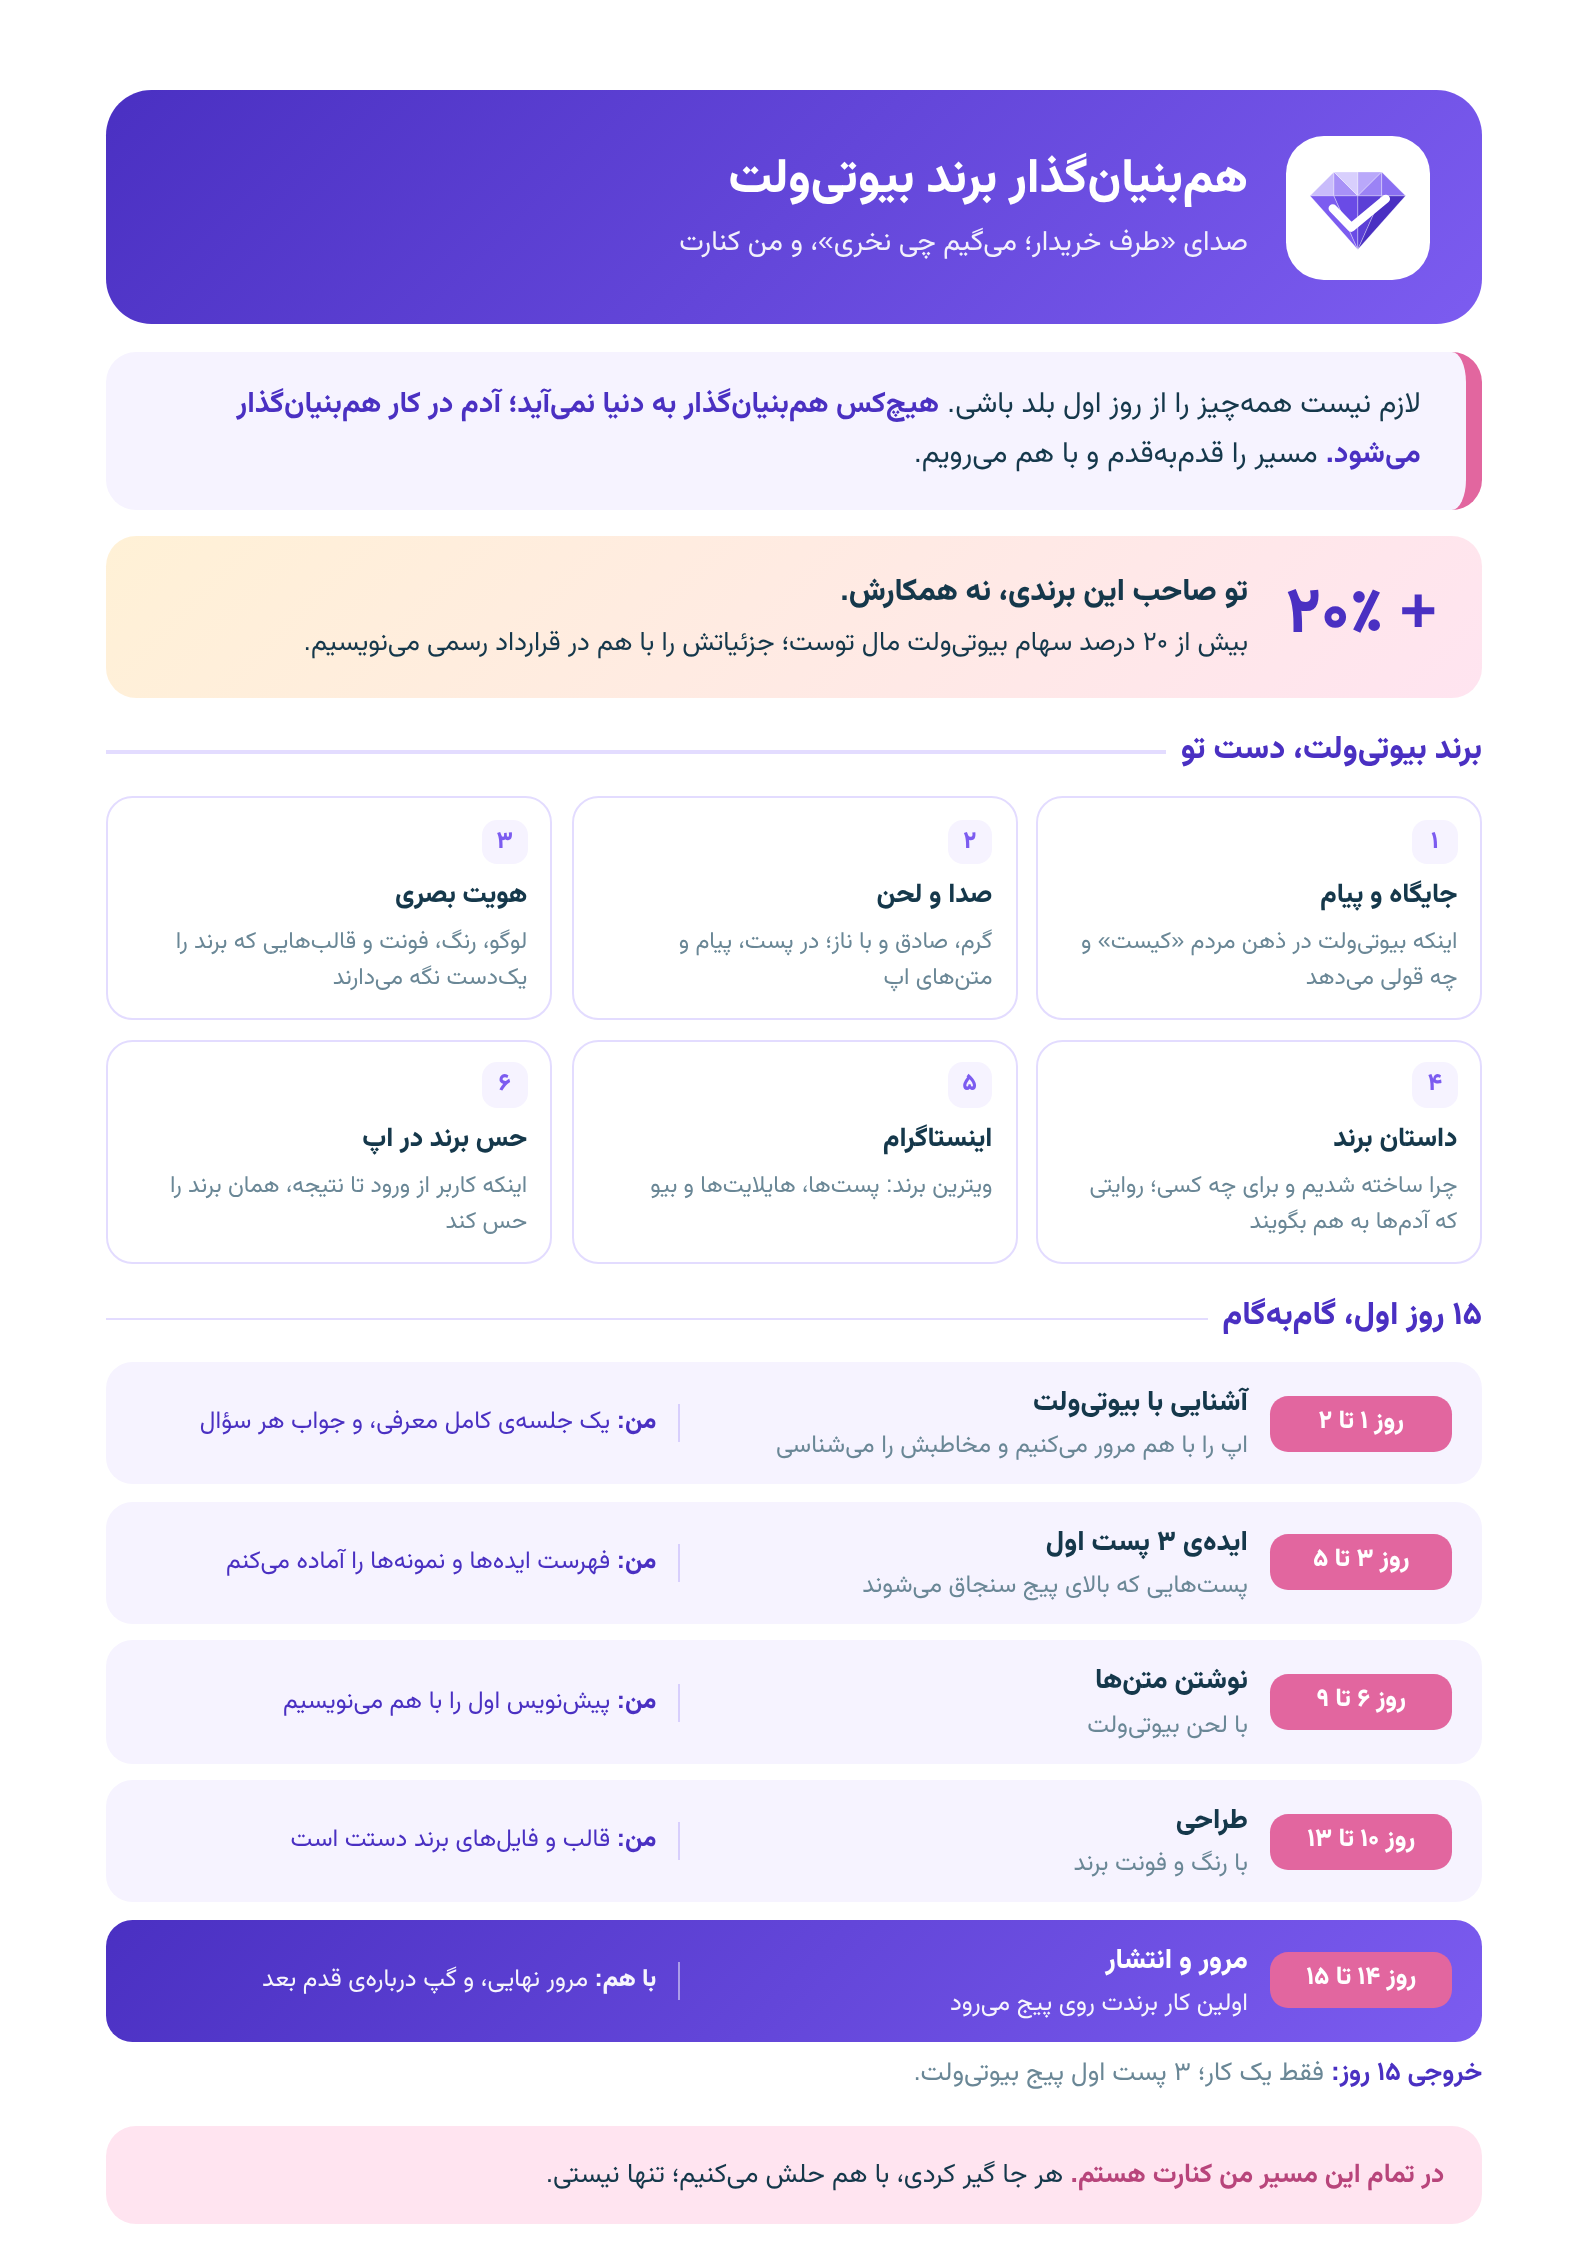 هم‌بنیان‌گذار برند بیوتی‌ولت
صدای «طرف خریدار؛ می‌گیم چی نخری»، و من کنارت
لازم نیست همه‌چیز را از روز اول بلد باشی. هیچ‌کس هم‌بنیان‌گذار به دنیا نمی‌آید؛ آدم در کار هم‌بنیان‌گذار
می‌شود. مسیر را قدم‌به‌قدم و با هم می‌رویم.
۲۰٪ +
تو صاحب این برندی، نه همکارش.
بیش از ۲۰ درصد سهام بیوتی‌ولت مال توست؛ جزئیاتش را با هم در قرارداد رسمی می‌نویسیم.
برند بیوتی‌ولت، دست تو
۱
جایگاه و پیام
اینکه بیوتی‌ولت در ذهن مردم «کیست» و
چه قولی می‌دهد
۲
صدا و لحن
گرم، صادق و با ناز؛ در پست، پیام و
متن‌های اپ
۳
هویت بصری
لوگو، رنگ، فونت و قالب‌هایی که برند را
یک‌دست نگه می‌دارند
۴
داستان برند
چرا ساخته شدیم و برای چه کسی؛ روایتی
که آدم‌ها به هم بگویند
۵
اینستاگرام
ویترین برند: پست‌ها، هایلایت‌ها و بیو
۶
حس برند در اپ
اینکه کاربر از ورود تا نتیجه، همان برند را
حس کند
۱۵ روز اول، گام‌به‌گام
روز ۱ تا ۲
آشنایی با بیوتی‌ولت
اپ را با هم مرور می‌کنیم و مخاطبش را می‌شناسی
من: یک جلسه‌ی کامل معرفی، و جواب هر سؤال
روز ۳ تا ۵
ایده‌ی ۳ پست اول
پست‌هایی که بالای پیج سنجاق می‌شوند
من: فهرست ایده‌ها و نمونه‌ها را آماده می‌کنم
روز ۶ تا ۹
نوشتن متن‌ها
با لحن بیوتی‌ولت
من: پیش‌نویس اول را با هم می‌نویسیم
روز ۱۰ تا ۱۳
طراحی
با رنگ و فونت برند
من: قالب و فایل‌های برند دستت است
روز ۱۴ تا ۱۵
مرور و انتشار
اولین کار برندت روی پیج می‌رود
با هم: مرور نهایی، و گپ درباره‌ی قدم بعد
خروجی ۱۵ روز: فقط یک کار؛ ۳ پست اول پیج بیوتی‌ولت.
در تمام این مسیر من کنارت هستم. هر جا گیر کردی، با هم حلش می‌کنیم؛ تنها نیستی.